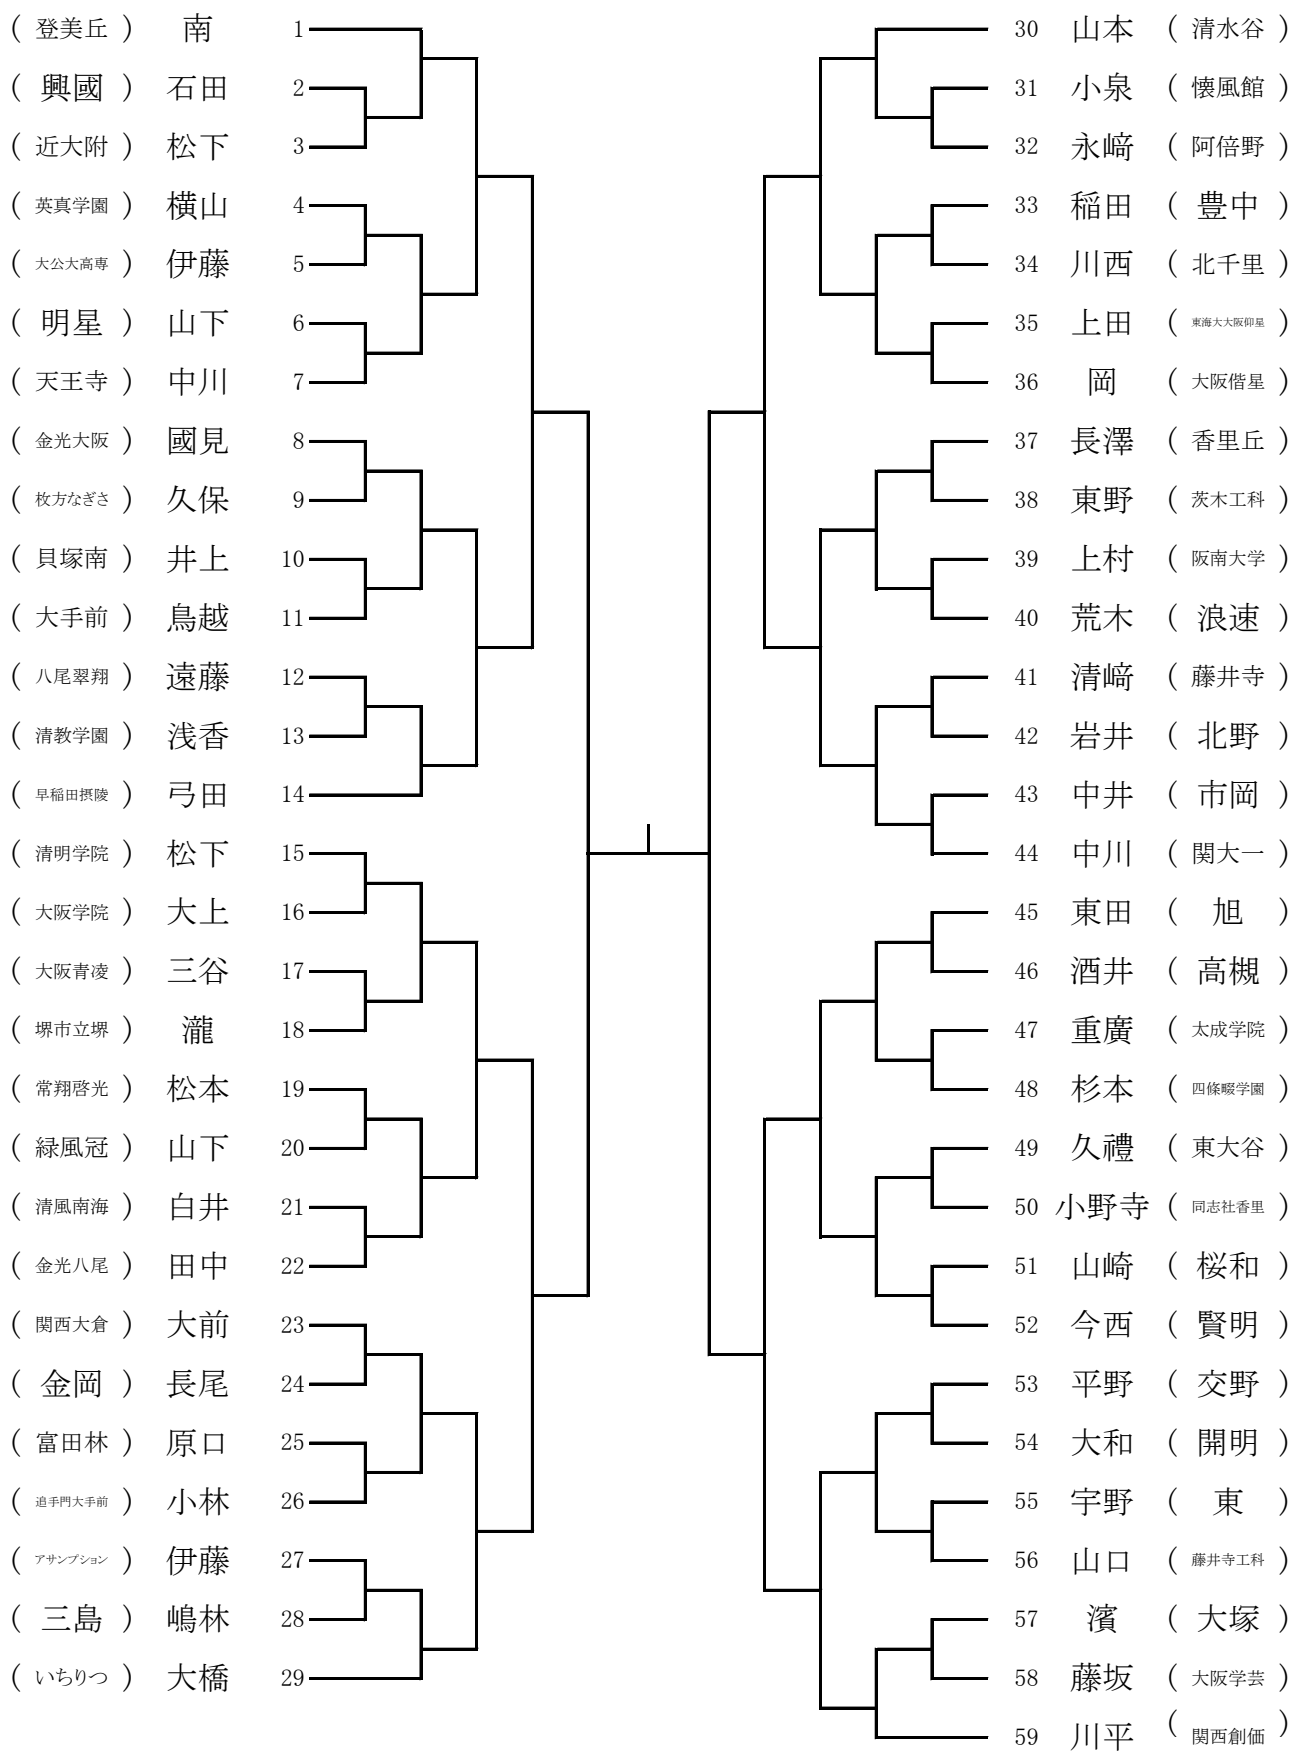 ( 登美丘 ) 南 1
( 興國 ) 石田 2
( 近大附 ) 松下 3
( 英真学園 ) 横山 4
( 大公大高専 ) 伊藤 5
( 明星 ) 山下 6
( 天王寺 ) 中川 7
( 金光大阪 ) 國見 8
( 枚方なぎさ ) 久保 9
( 貝塚南 ) 井上 10
( 大手前 ) 鳥越 11
( 八尾翠翔 ) 遠藤 12
( 清教学園 ) 浅香 13
( 早稲田摂陵 ) 弓田 14
( 清明学院 ) 松下 15
( 大阪学院 ) 大上 16
( 大阪青凌 ) 三谷 17
( 堺市立堺 ) 瀧 18
( 常翔啓光 ) 松本 19
( 緑風冠 ) 山下 20
( 清風南海 ) 白井 21
( 金光八尾 ) 田中 22
( 関西大倉 ) 大前 23
( 金岡 ) 長尾 24
( 富田林 ) 原口 25
( 追手門大手前 ) 小林 26
( アサンプション ) 伊藤 27
( 三島 ) 嶋林 28
( いちりつ ) 大橋 29
30 山本 ( 清水谷 )
31 小泉 ( 懐風館 )
32 永﨑 ( 阿倍野 )
33 稲田 ( 豊中 )
34 川西 ( 北千里 )
35 上田 ( 東海大大阪仰星 )
36 岡 ( 大阪偕星 )
37 長澤 ( 香里丘 )
38 東野 ( 茨木工科 )
39 上村 ( 阪南大学 )
40 荒木 ( 浪速 )
41 清﨑 ( 藤井寺 )
42 岩井 ( 北野 )
43 中井 ( 市岡 )
44 中川 ( 関大一 )
45 東田 ( 旭 )
46 酒井 ( 高槻 )
47 重廣 ( 太成学院 )
48 杉本 ( 四條畷学園 )
49 久禮 ( 東大谷 )
50 小野寺 ( 同志社香里 )
51 山崎 ( 桜和 )
52 今西 ( 賢明 )
53 平野 ( 交野 )
54 大和 ( 開明 )
55 宇野 ( 東 )
56 山口 ( 藤井寺工科 )
57 濱 ( 大塚 )
58 藤坂 ( 大阪学芸 )
59 川平 ( 関西創価 )